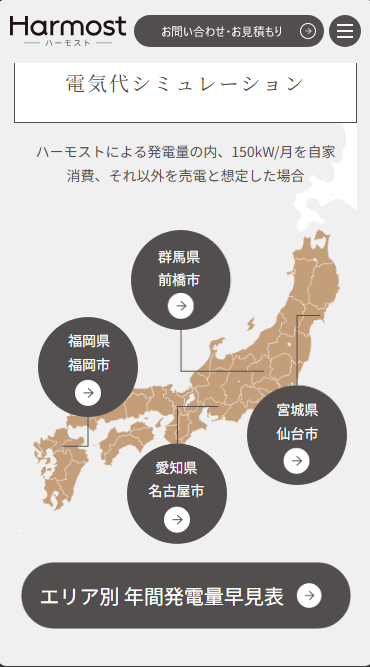 Harmost
ハーモスト
お問い合わせ・お見積もり
電気代シミュレーション
ハーモストによる発電量の内、150kW/月を自家
消費、それ以外を売電と想定した場合
群馬県
前橋市
福岡県
福岡市
宮城県
仙台市
愛知県
名古屋市
エリア別 年間発電量早見表